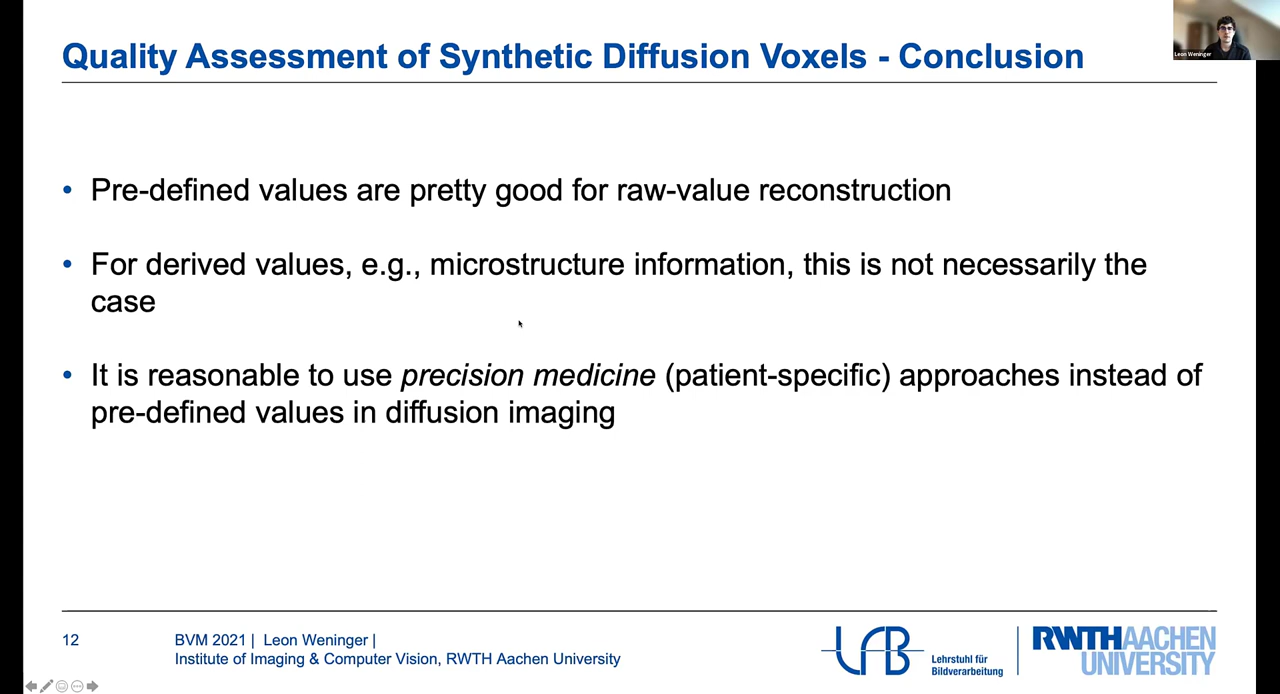 Quality Assessment of Synthetic Diffusion Voxels - Conclusion
Leon Weninger
• Pre-defined values are pretty good for raw-value reconstruction
• For derived values, e.g., microstructure information, this is not necessarily the
case
• It is reasonable to use precision medicine (patient-specific) approaches instead of
pre-defined values in diffusion imaging
12
BVM 2021 | Leon Weninger |
Institute of Imaging & Computer Vision, RWTH Aachen University
LFB
Lehrstuhl für
Bildverarbeitung
RWTHAACHEN
UNIVERSITY